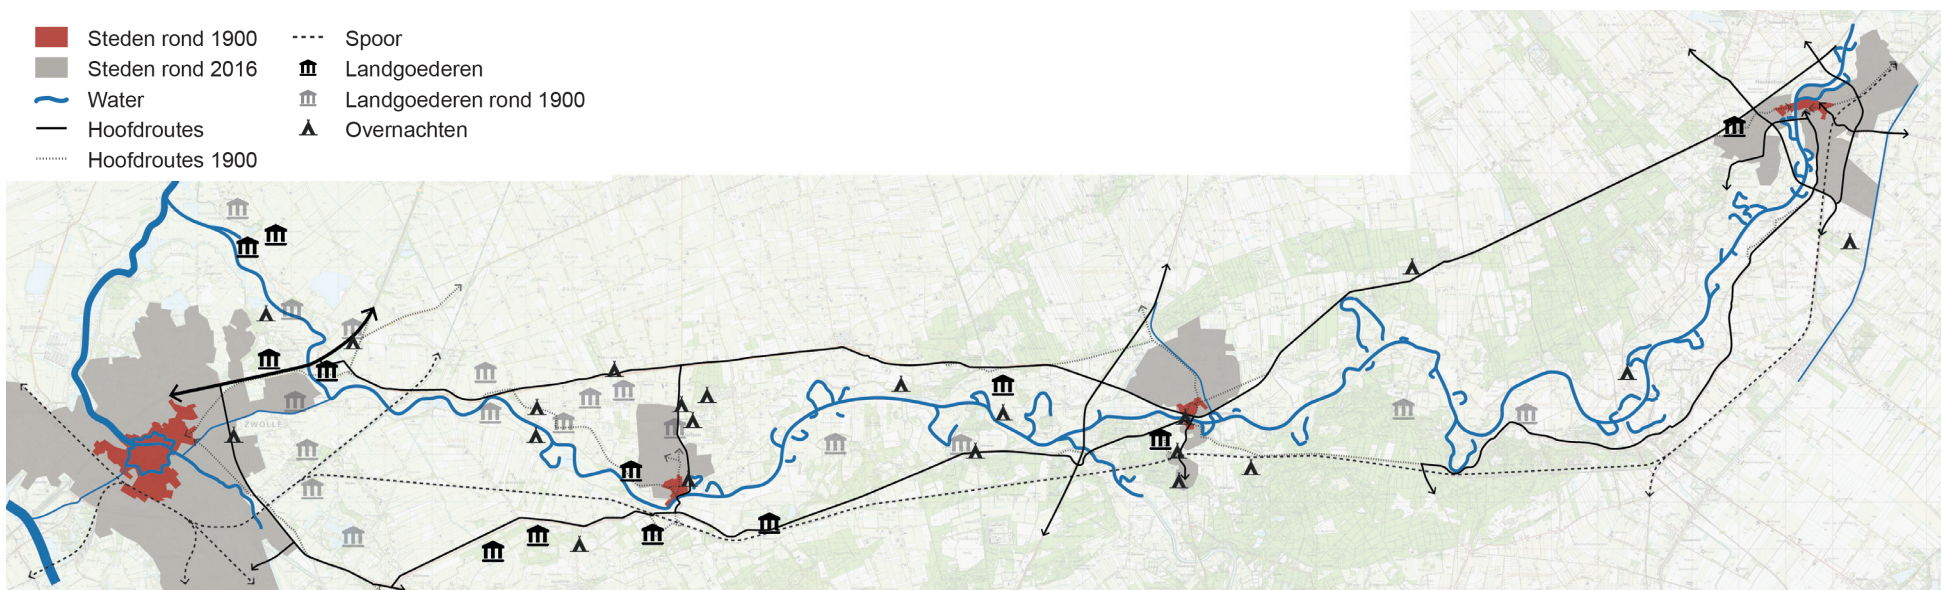 Steden rond 1900
Steden rond 2016
Water
Hoofdroutes
Hoofdroutes 1900
Spoor
Landgoederen
Landgoederen rond 1900
Overnachten
ZWOLLE